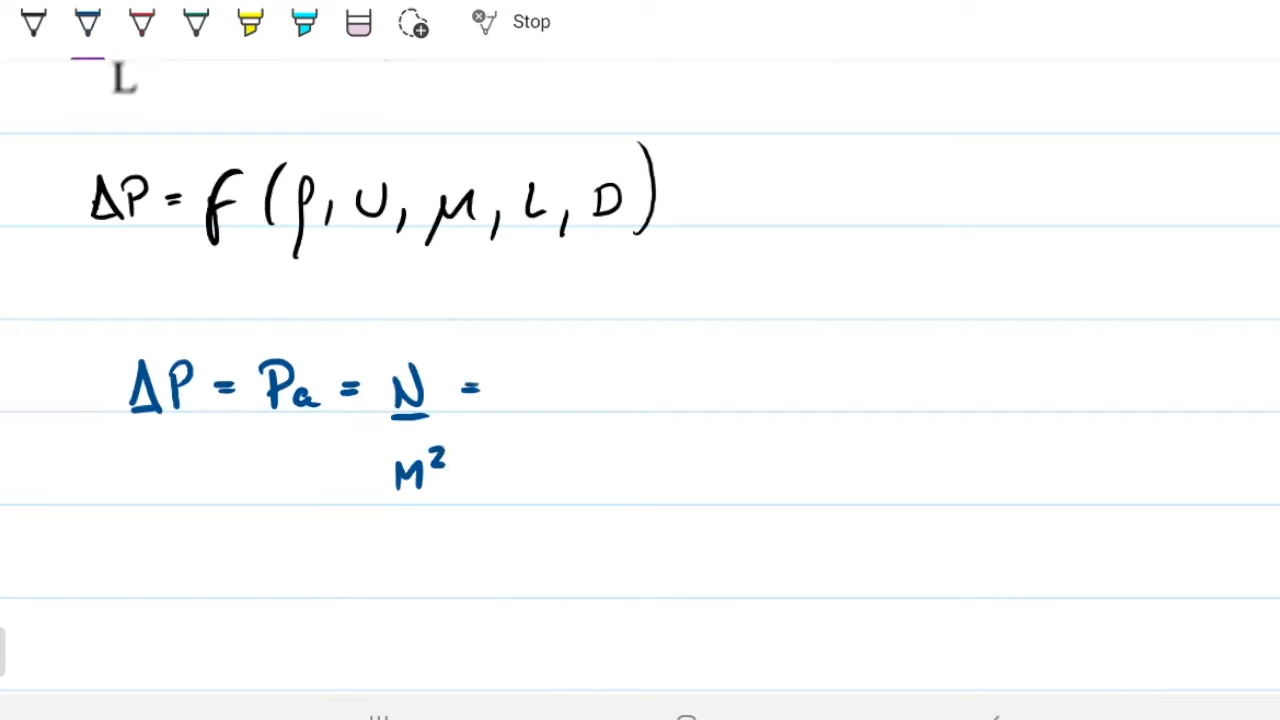 Stop
L
ΔP = f(ρ, U, μ, L, D)
ΔP = Pa = N =
M²